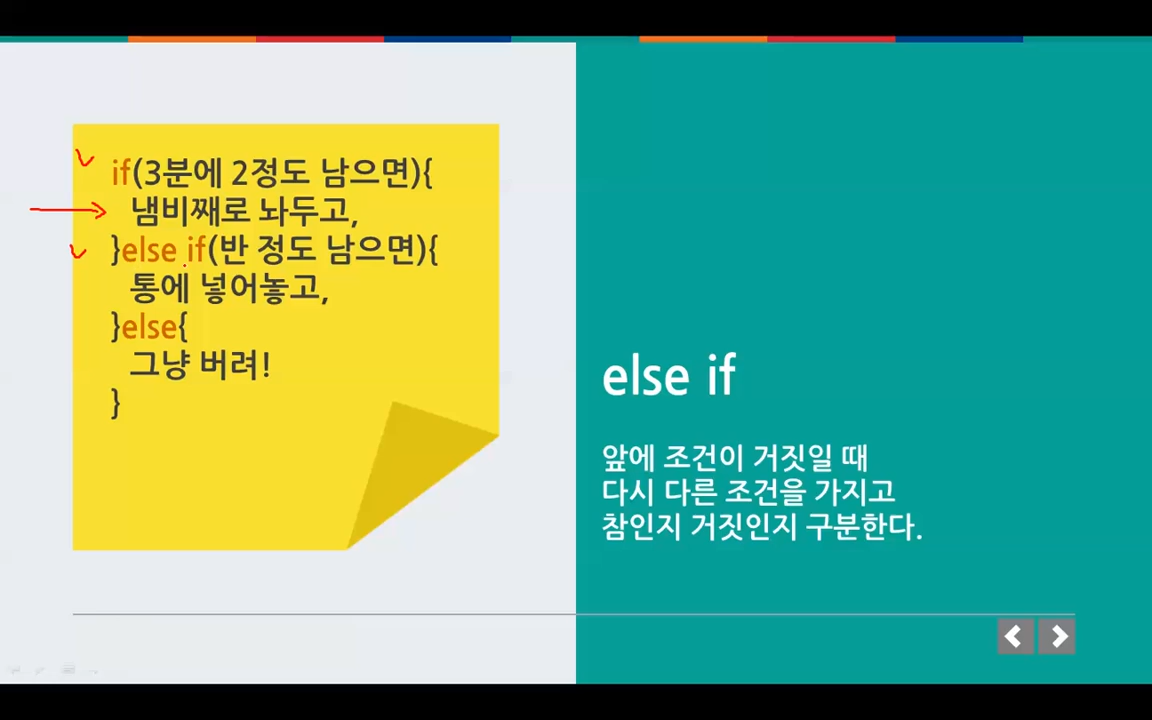 if(3분에 2정도 남으면){
냄비째로 놔두고,
}else if(반 정도 남으면){
통에 넣어놓고,
}else{
그냥 버려!
}
else if
앞에 조건이 거짓일 때
다시 다른 조건을 가지고
참인지 거짓인지 구분한다.